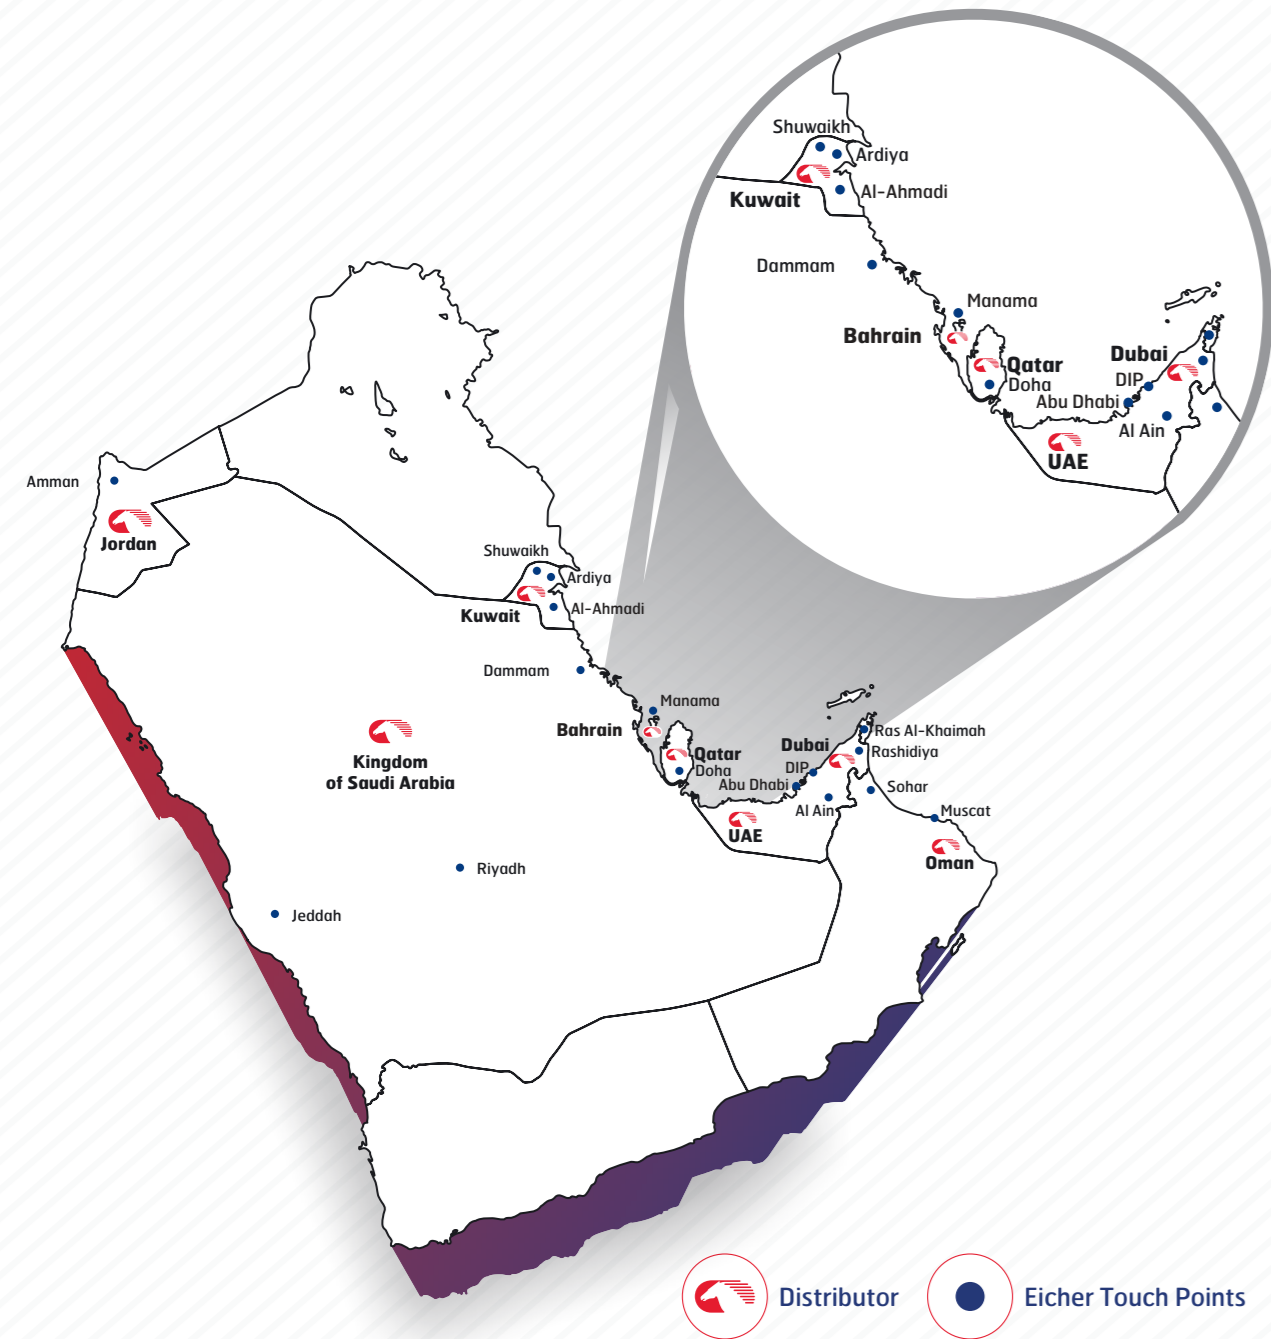 Shuwaikh
Ardiya
Kuwait
Al-Ahmadi
Dammam
Manama
Bahrain
Qatar
Doha
Dubai
DIP
Abu Dhabi
Al Ain
UAE
Amman
Jordan
Shuwaikh
Ardiya
Kuwait
Al-Ahmadi
Dammam
Manama
Bahrain
Qatar
Doha
Dubai
DIP
Abu Dhabi
Al Ain
UAE
Ras Al-Khaimah
Rashidiya
Sohar
Muscat
Oman
Kingdom
of Saudi Arabia
Riyadh
Jeddah
Distributor
Eicher Touch Points